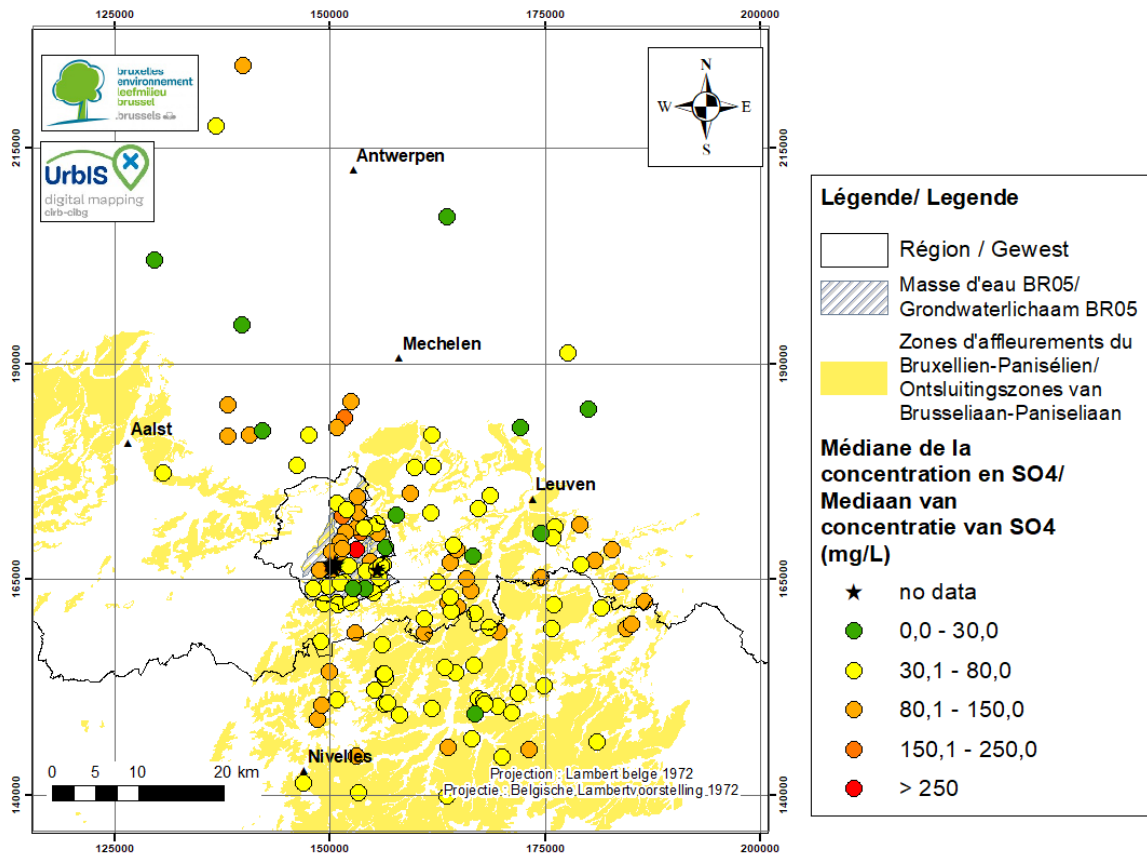 125000
150000
175000
200000
bruxelles
environnement
leefmilieu
brussel
.brussels
UrbIS
digital mapping
cirb-cibg
N
W
E
S
215000
215000
Antwerpen
Mechelen
190000
190000
Aalst
Leuven
165000
165000
Nivelles
0
5
10
20 km
Projection : Lambert belge 1972
Projectie : Belgische Lambertvoorstelling 1972
140000
140000
125000
150000
175000
200000
Légende/ Legende
Région / Gewest
Masse d'eau BR05/
Grondwaterlichaam BR05
Zones d'affleurements du
Bruxellien-Panisélien/
Ontsluitingszones van
Brusseliaan-Paniseliaan
Médiane de la
concentration en SO4/
Mediaan van
concentratie van SO4
(mg/L)
no data
0,0 - 30,0
30,1 - 80,0
80,1 - 150,0
150,1 - 250,0
> 250